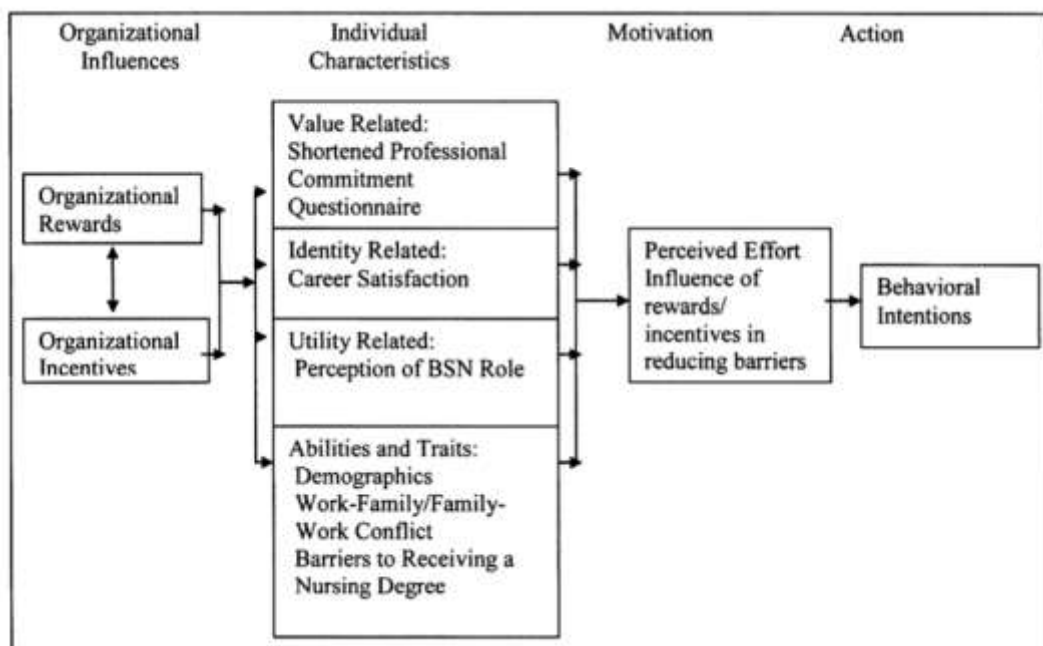 Organizational
Influences
Individual
Characteristics
Motivation
Action
Organizational
Rewards
Organizational
Incentives
Value Related:
Shortened Professional
Commitment
Questionnaire
Identity Related:
Career Satisfaction
Utility Related:
Perception of BSN Role
Abilities and Traits:
Demographics
Work-Family/Family-
Work Conflict
Barriers to Receiving a
Nursing Degree
Perceived Effort
Influence of
rewards/
incentives in
reducing barriers
Behavioral
Intentions